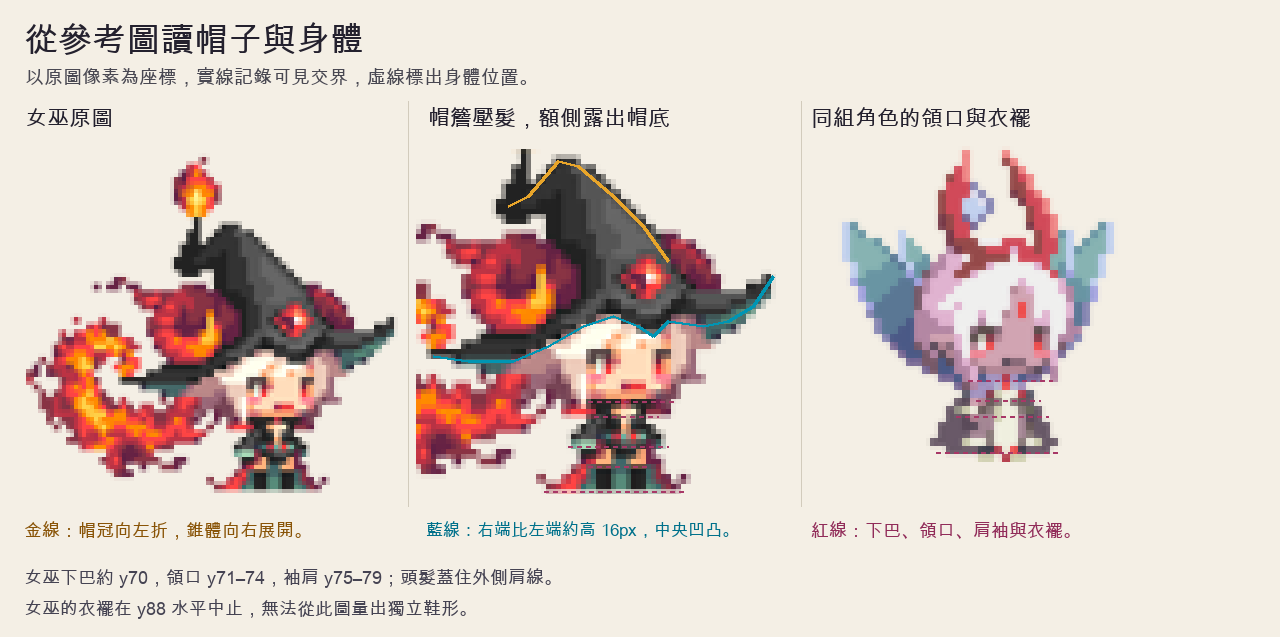 從參考圖讀帽子與身體
以原圖像素為座標，實線記錄可見交界，虛線標出身體位置。
女巫原圖
帽簷壓髮，額側露出帽底
同組角色的領口與衣襬
金線：帽冠向左折，錐體向右展開。
藍線：右端比左端約高 16px，中央凹凸。
紅線：下巴、領口、肩袖與衣襬。
女巫下巴約 y70，領口 y71–74，袖肩 y75–79；頭髮蓋住外側肩線。
女巫的衣襬在 y88 水平中止，無法從此圖量出獨立鞋形。